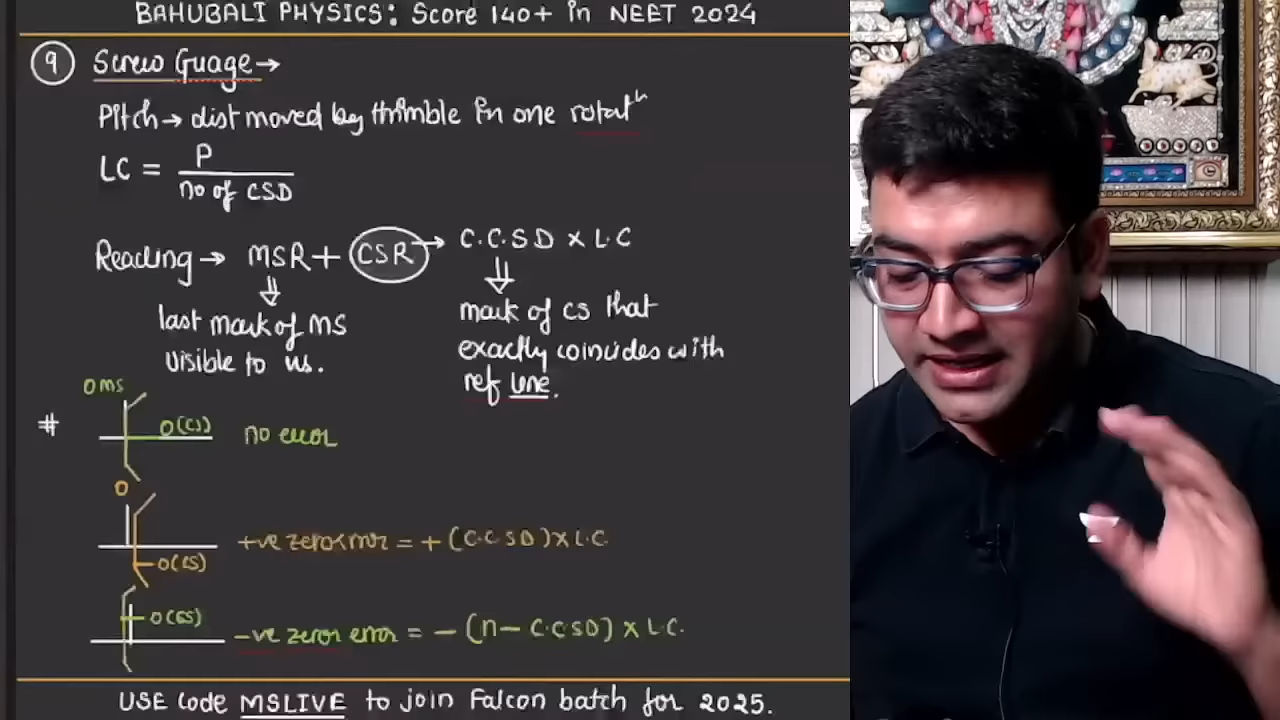 BAHUBALI PHYSICS: Score 140+ in NEET 2024
9 Screw Guage →
Pitch → dist moved by thimble in one rotatⁿ
LC = P / no of CSD
Reading → MSR + CSR → C.C.S.D x L.C
⇓ ⇓
last mark of MS
visible to us.
mark of cs that
exactly coincides with
ref line.
0 MS
# 0(CS) no error
0
+ve zero error = + (C.C.S.D) x L.C.
0(CS)
0(CS)
-ve zero error = - (n - C.C.S.D) x L.C.
USE Code MSLIVE to join Falcon batch for 2025.